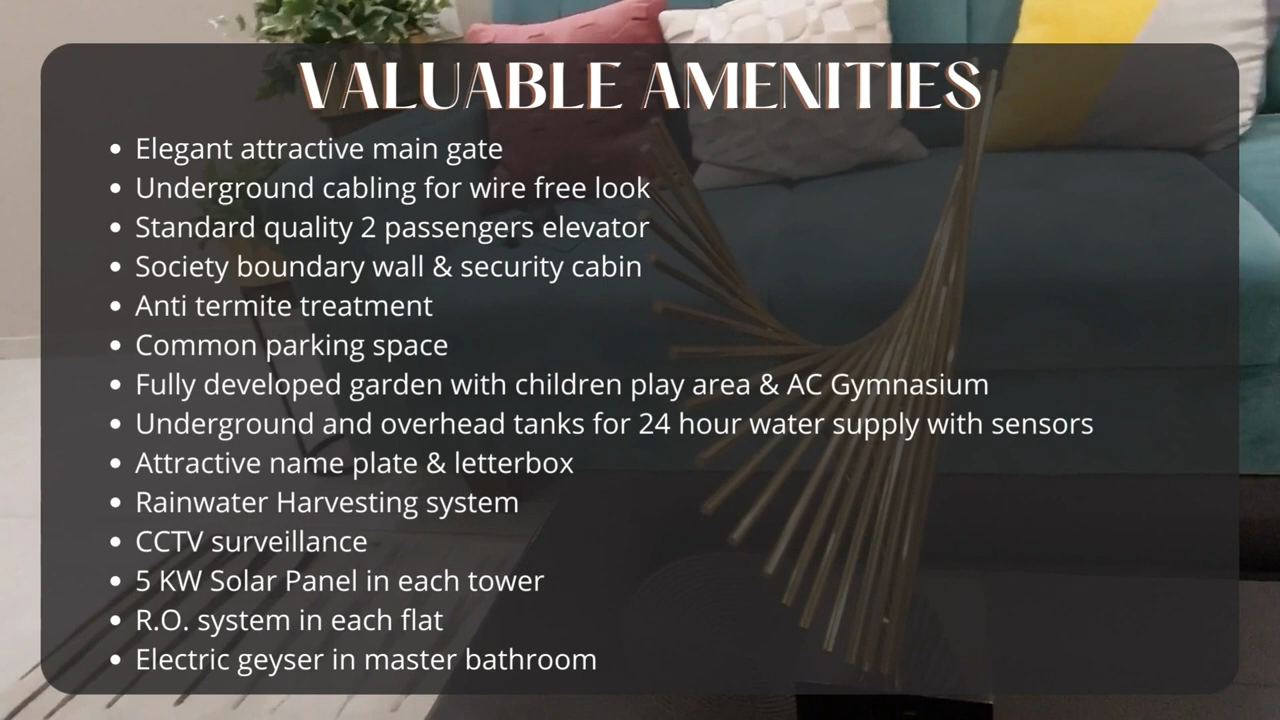 VALUABLE AMENITIES
• Elegant attractive main gate
• Underground cabling for wire free look
• Standard quality 2 passengers elevator
• Society boundary wall & security cabin
• Anti termite treatment
• Common parking space
• Fully developed garden with children play area & AC Gymnasium
• Underground and overhead tanks for 24 hour water supply with sensors
• Attractive name plate & letterbox
• Rainwater Harvesting system
• CCTV surveillance
• 5 KW Solar Panel in each tower
• R.O. system in each flat
• Electric geyser in master bathroom